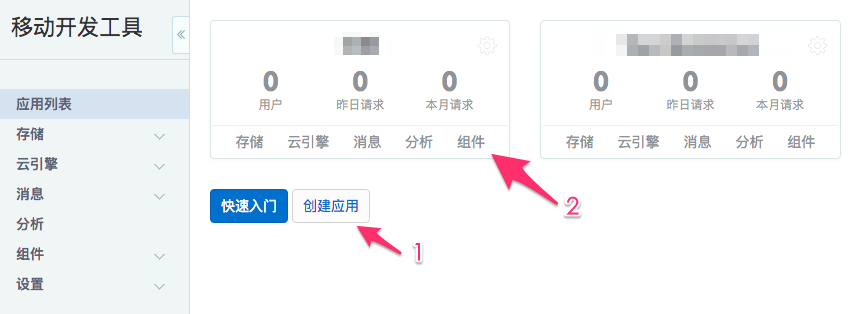 移动开发工具
应用列表
存储
云引擎
消息
分析
组件
设置
0 0 0
用户 昨日请求 本月请求
存储 云引擎 消息 分析 组件
0 0 0
用户 昨日请求 本月请求
存储 云引擎 消息 分析 组件
2
快速入门 创建应用
1